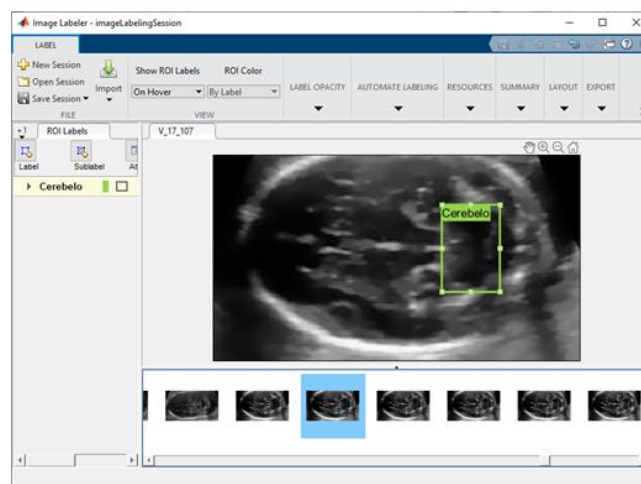 Image Labeler - imageLabelingSession
LABEL
New Session
Open Session
Save Session
Import
FILE
Show ROI Labels
ROI Color
On Hover
By Label
VIEW
LABEL OPACITY
AUTOMATE LABELING
RESOURCES
SUMMARY
LAYOUT
EXPORT
ROI Labels
V_17_107
Label
Sublabel
At
Cerebelo
Cerebelo